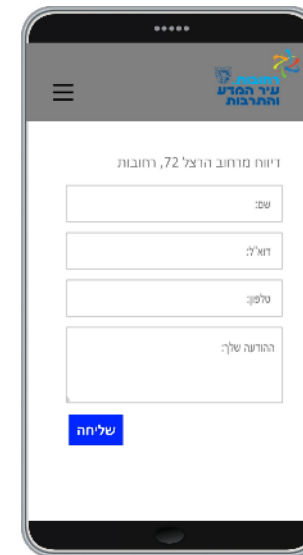 רחובות.
עיר המדע
והתרבות
דיווח מרחוב הרצל 72, רחובות
שם:
דוא"ל:
טלפון:
ההודעה שלך:
שליחה